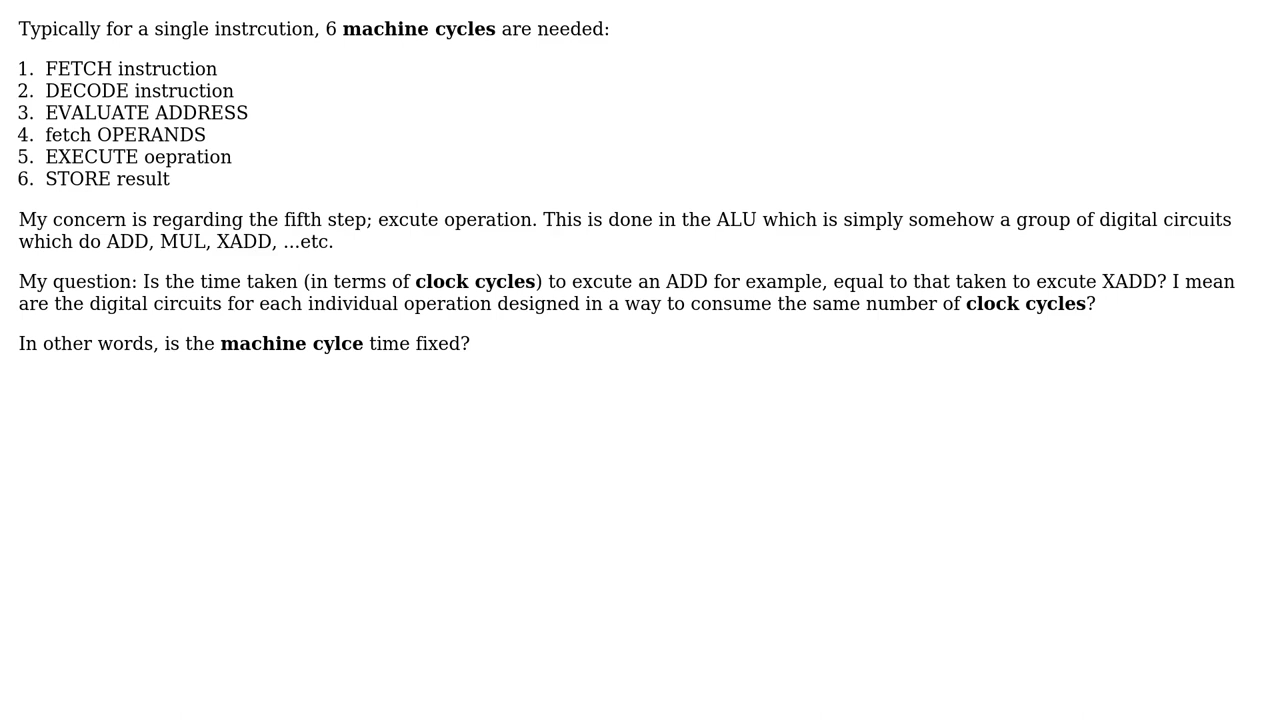 Typically for a single instrcution, 6 machine cycles are needed:
1. FETCH instruction
2. DECODE instruction
3. EVALUATE ADDRESS
4. fetch OPERANDS
5. EXECUTE oepration
6. STORE result
My concern is regarding the fifth step; excute operation. This is done in the ALU which is simply somehow a group of digital circuits
which do ADD, MUL, XADD, ...etc.
My question: Is the time taken (in terms of clock cycles) to excute an ADD for example, equal to that taken to excute XADD? I mean
are the digital circuits for each individual operation designed in a way to consume the same number of clock cycles?
In other words, is the machine cylce time fixed?